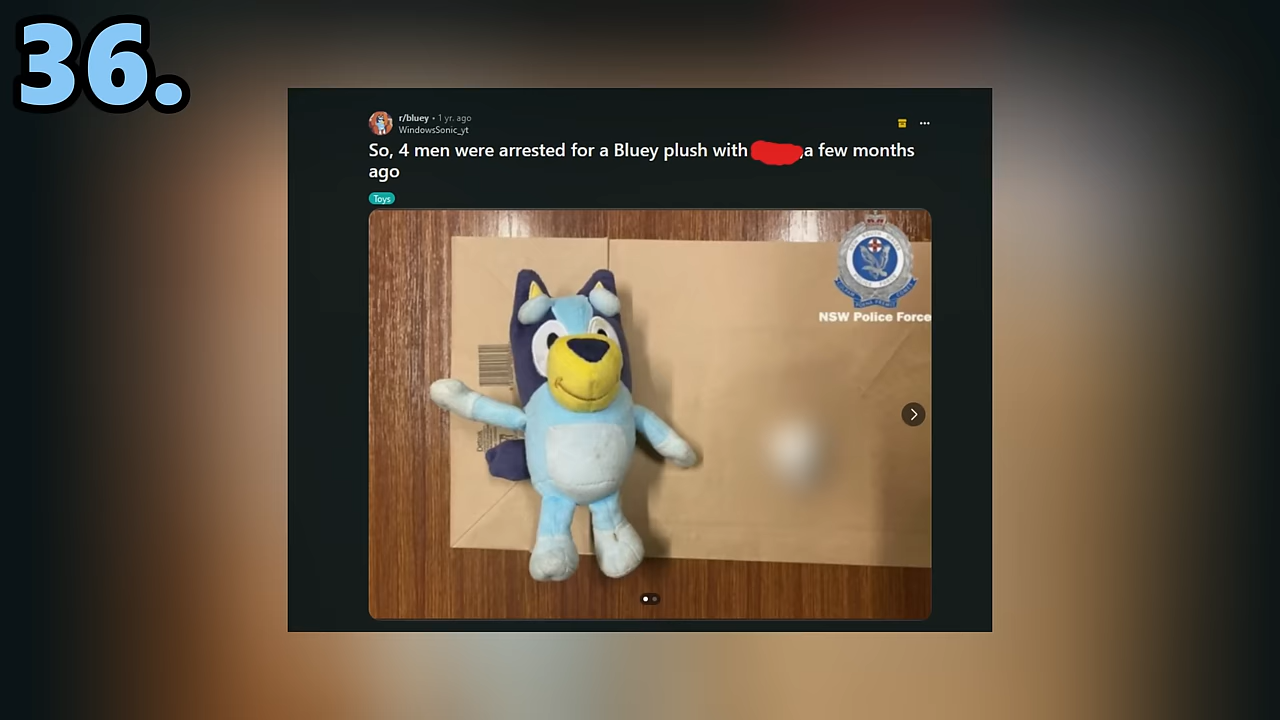 36.
r/bluey • 1 yr. ago
WindowsSonic_yt
So, 4 men were arrested for a Bluey plush with a few months
ago
Toys
NSW Police Force